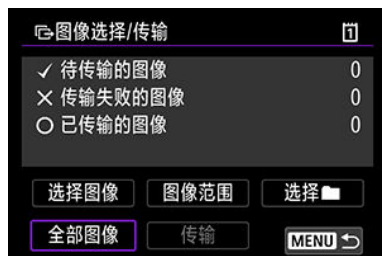 图像选择/传输 1
待传输的图像 0
传输失败的图像 0
已传输的图像 0
选择图像 图像范围 选择
全部图像 传输 MENU